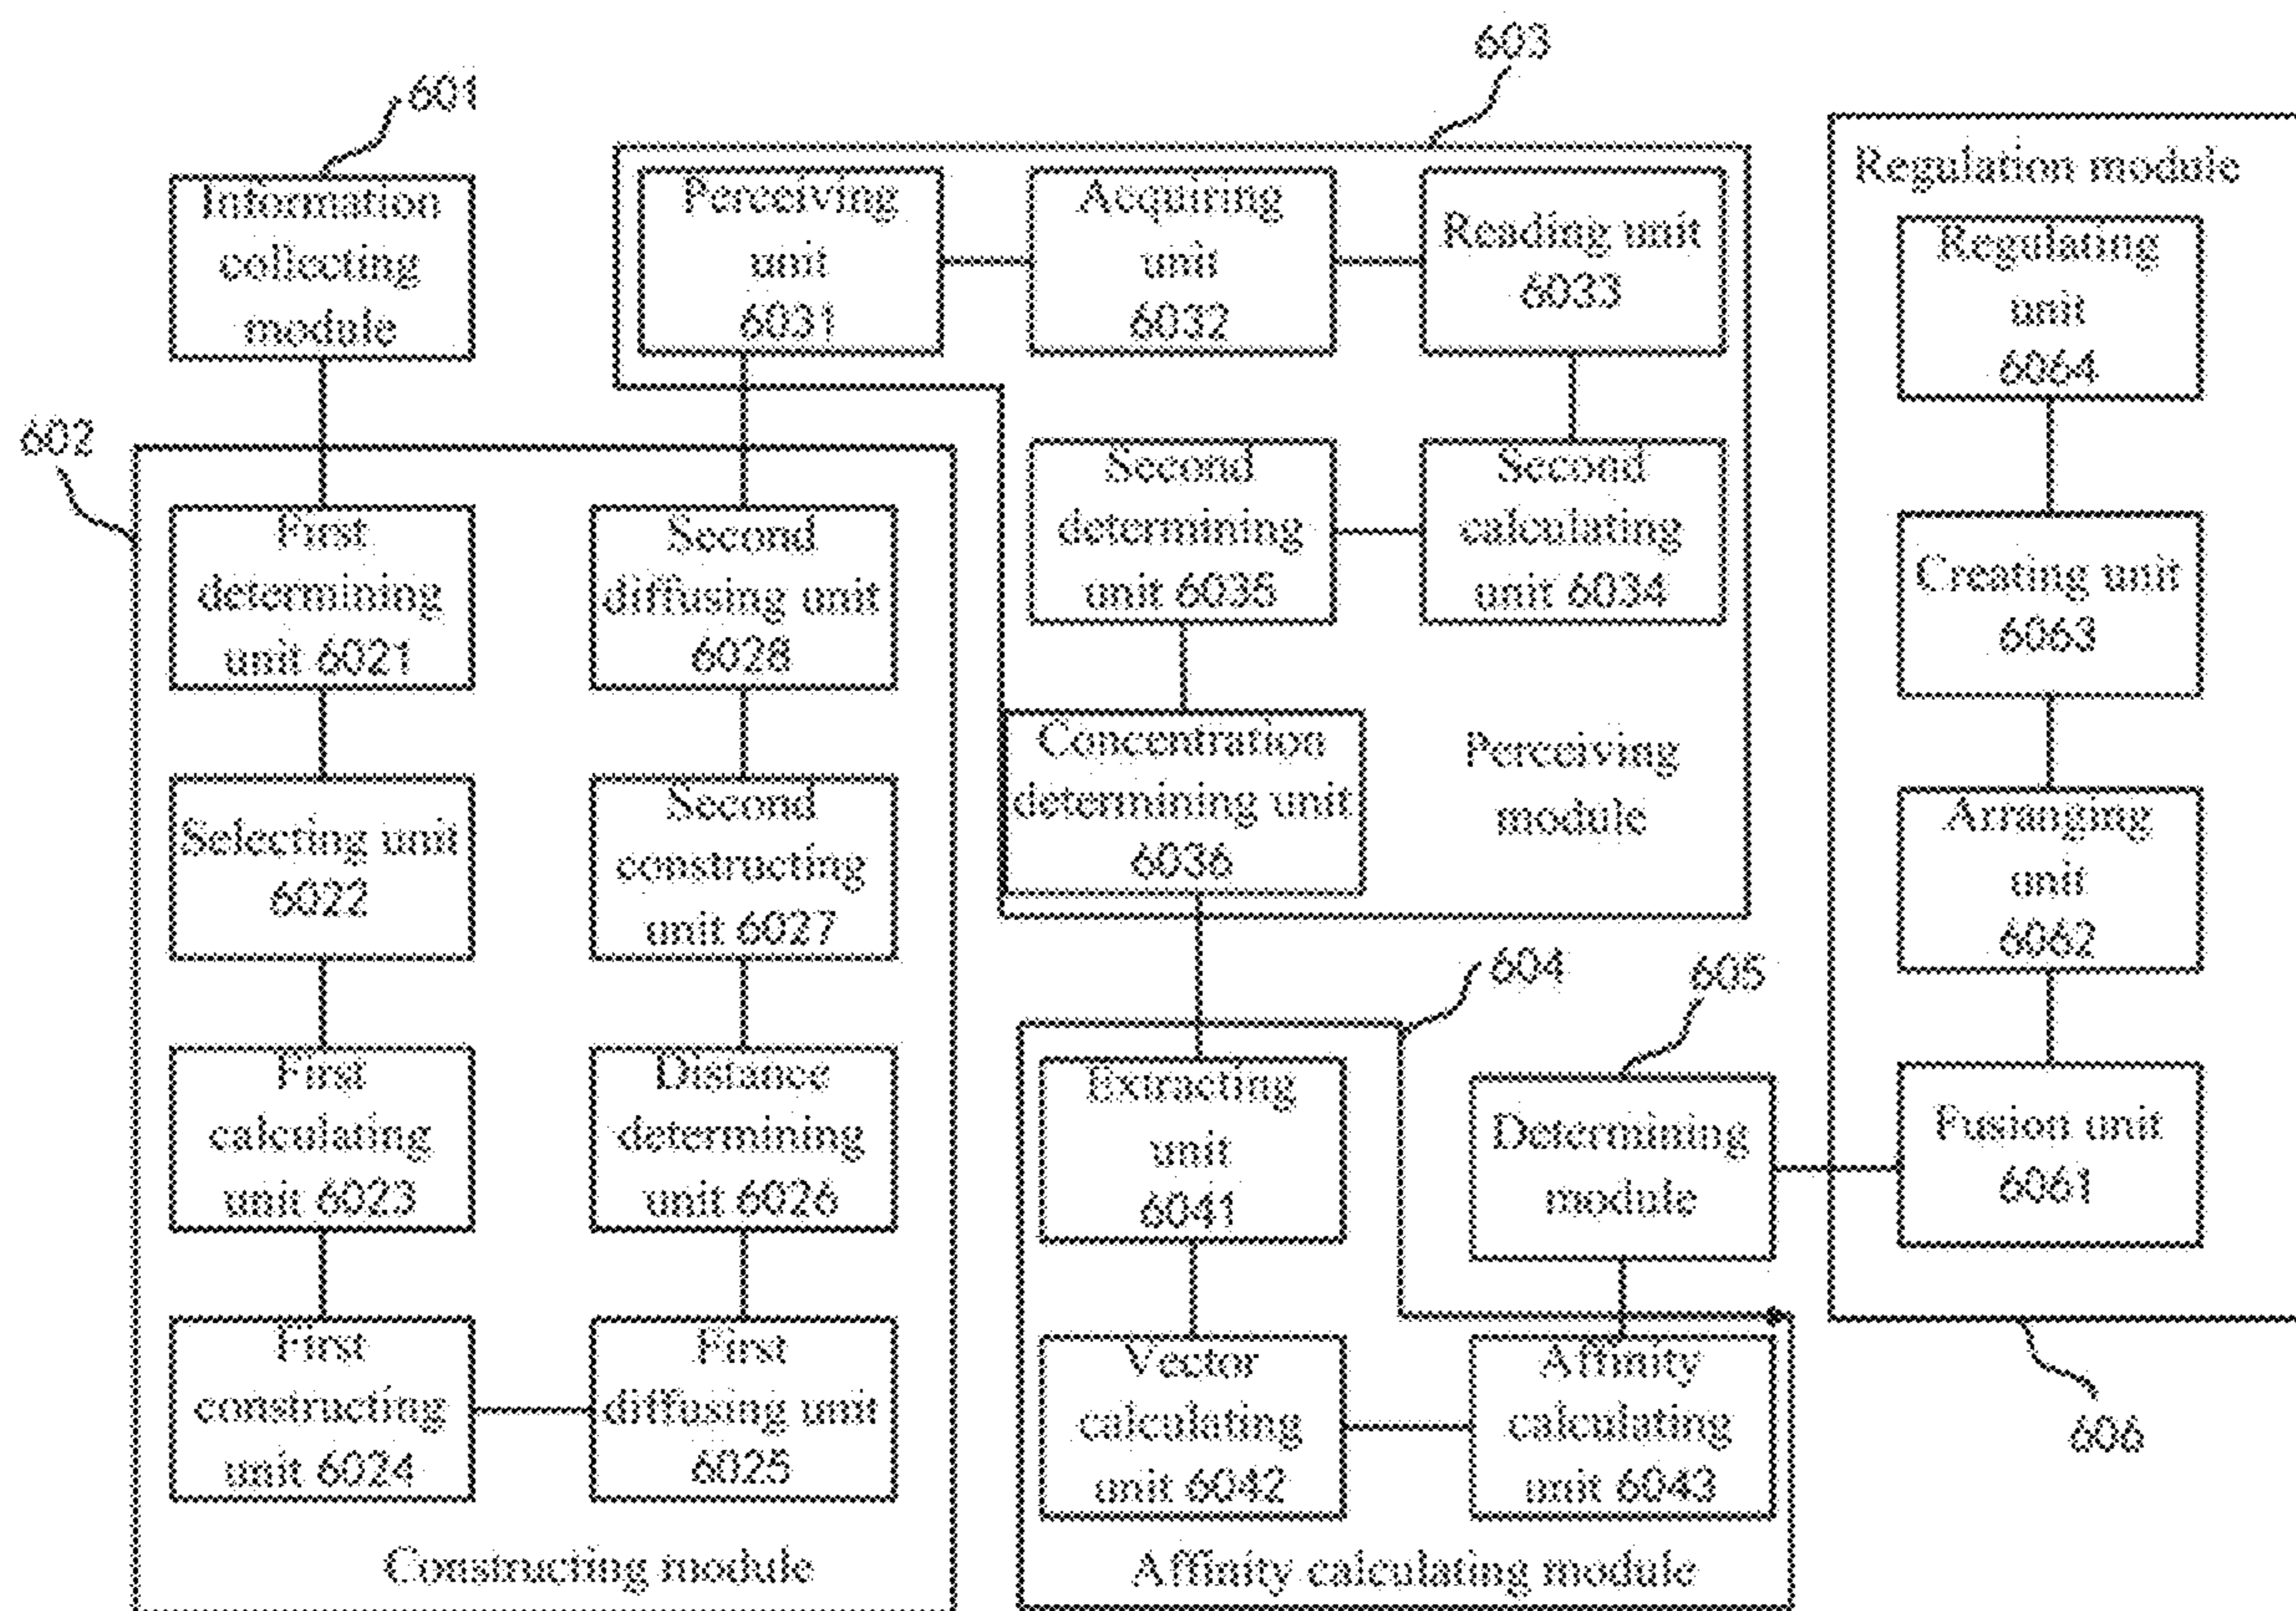 601
Information
collecting
module
602
First
determining
unit 6021
Selecting unit
6022
First
calculating
unit 6023
First
constructing
unit 6024
First
diffusing unit
6025
Distance
determining
unit 6026
Second
constructing
unit 6027
Second
diffusing unit
6028
Constructing module
603
Perceiving
unit
6031
Acquiring
unit
6032
Reading unit
6033
Second
calculating
unit 6034
Second
determining
unit 6035
Concentration
determining unit
6036
Perceiving
module
604
Extracting
unit
6041
Vector
calculating
unit 6042
Affinity
calculating
unit 6043
Affinity calculating module
605
Determining
module
Regulation module
Regulating
unit
6064
Creating unit
6063
Arranging
unit
6062
Fusion unit
6061
606